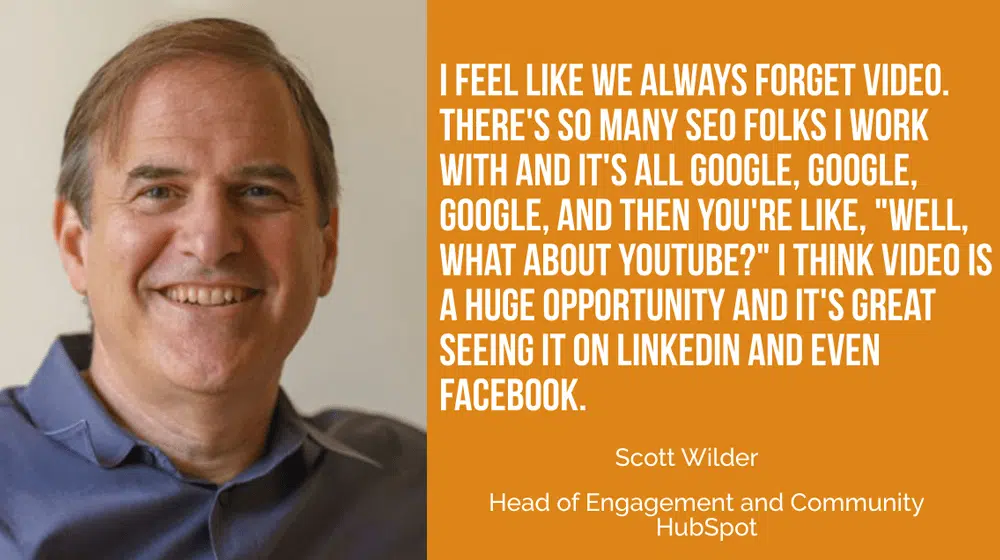 I FEEL LIKE WE ALWAYS FORGET VIDEO.
THERE'S SO MANY SEO FOLKS I WORK
WITH AND IT'S ALL GOOGLE, GOOGLE,
GOOGLE, AND THEN YOU'RE LIKE, "WELL,
WHAT ABOUT YOUTUBE?" I THINK VIDEO IS
A HUGE OPPORTUNITY AND IT'S GREAT
SEEING IT ON LINKEDIN AND EVEN
FACEBOOK.
Scott Wilder
Head of Engagement and Community
HubSpot